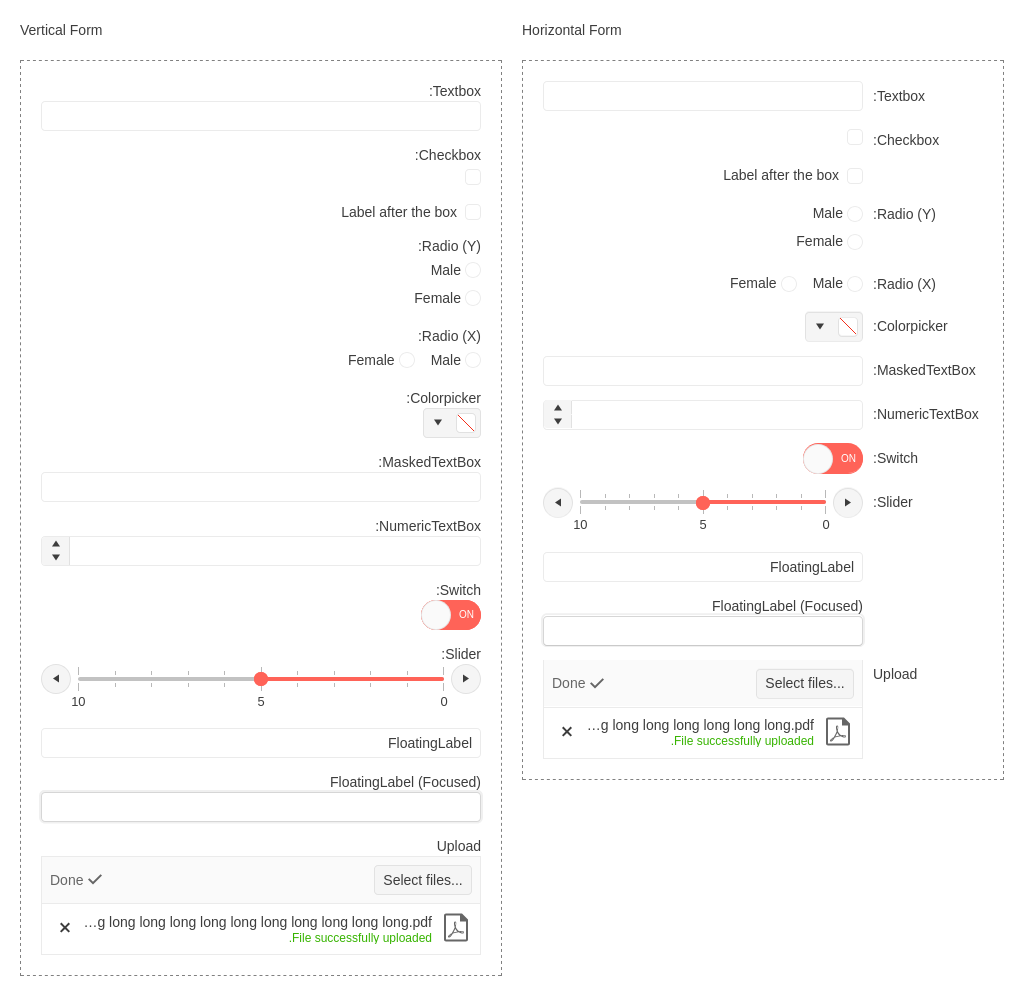 Vertical Form
:Textbox
:Checkbox
Label after the box
:Radio (Y)
Male
Female
:Radio (X)
Female Male
:Colorpicker
:MaskedTextBox
:NumericTextBox
:Switch
ON
:Slider
10 5 0
FloatingLabel
FloatingLabel (Focused)
Upload
Done Select files...
...g long long long long long long long long long long.pdf
.File successfully uploaded
Horizontal Form
:Textbox
:Checkbox
Label after the box
Male :Radio (Y)
Female
Female Male :Radio (X)
:Colorpicker
:MaskedTextBox
:NumericTextBox
ON :Switch
:Slider
10 5 0
FloatingLabel
FloatingLabel (Focused)
Upload
Done Select files...
...g long long long long long long.pdf
.File successfully uploaded